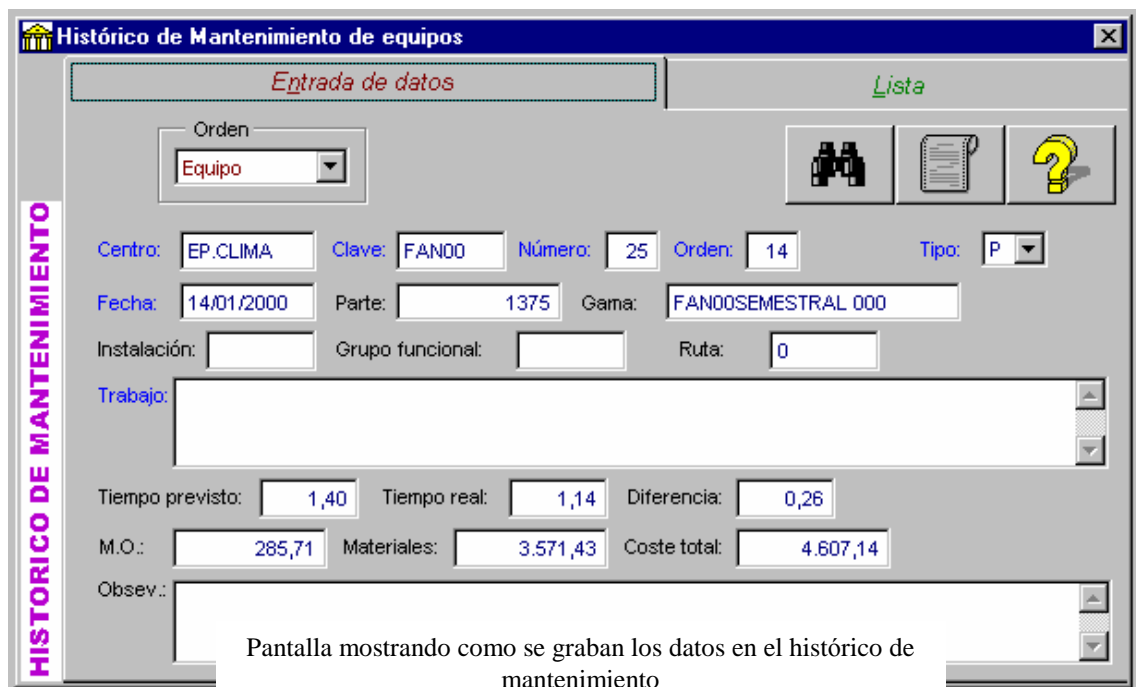 Histórico de Mantenimiento de equipos
Entrada de datos Lista
Orden
Equipo
HISTORICO DE MANTENIMIENTO
Centro: EP.CLIMA Clave: FAN00 Número: 25 Orden: 14 Tipo: P
Fecha: 14/01/2000 Parte: 1375 Gama: FAN00SEMESTRAL 000
Instalación: Grupo funcional: Ruta: 0
Trabajo:
Tiempo previsto: 1,40 Tiempo real: 1,14 Diferencia: 0,26
M.O.: 285,71 Materiales: 3.571,43 Coste total: 4.607,14
Obsev.:
Pantalla mostrando como se graban los datos en el histórico de
mantenimiento